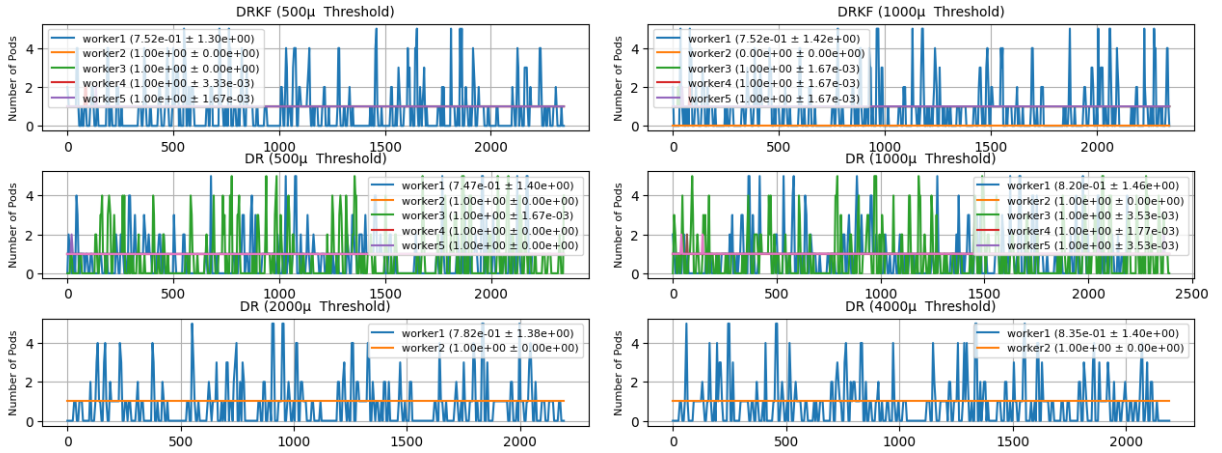 DRKF (500μ Threshold)
Number of Pods
4
2
0
worker1 (7.52e-01 ± 1.30e+00)
worker2 (1.00e+00 ± 0.00e+00)
worker3 (1.00e+00 ± 0.00e+00)
worker4 (1.00e+00 ± 3.33e-03)
worker5 (1.00e+00 ± 1.67e-03)
0 500 1000 1500 2000
DRKF (1000μ Threshold)
Number of Pods
4
2
0
worker1 (7.52e-01 ± 1.42e+00)
worker2 (0.00e+00 ± 0.00e+00)
worker3 (1.00e+00 ± 1.67e-03)
worker4 (1.00e+00 ± 1.67e-03)
worker5 (1.00e+00 ± 1.67e-03)
0 500 1000 1500 2000
DR (500μ Threshold)
Number of Pods
4
2
0
worker1 (7.47e-01 ± 1.40e+00)
worker2 (1.00e+00 ± 0.00e+00)
worker3 (1.00e+00 ± 1.67e-03)
worker4 (1.00e+00 ± 0.00e+00)
worker5 (1.00e+00 ± 0.00e+00)
0 500 1000 1500 2000
DR (1000μ Threshold)
Number of Pods
4
2
0
worker1 (8.20e-01 ± 1.46e+00)
worker2 (1.00e+00 ± 0.00e+00)
worker3 (1.00e+00 ± 3.53e-03)
worker4 (1.00e+00 ± 1.77e-03)
worker5 (1.00e+00 ± 3.53e-03)
0 500 1000 1500 2000 2500
DR (2000μ Threshold)
Number of Pods
4
2
0
worker1 (7.82e-01 ± 1.38e+00)
worker2 (1.00e+00 ± 0.00e+00)
0 500 1000 1500 2000
DR (4000μ Threshold)
Number of Pods
4
2
0
worker1 (8.35e-01 ± 1.40e+00)
worker2 (1.00e+00 ± 0.00e+00)
0 500 1000 1500 2000